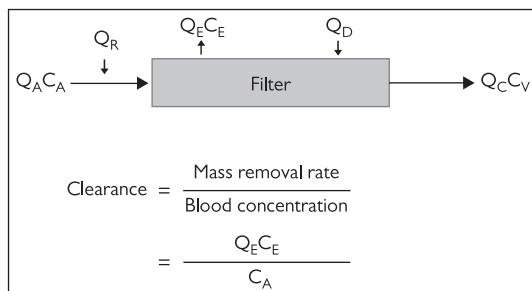 Q_R Q_E C_E Q_D
Q_A C_A Filter Q_C C_V
Mass removal rate
Clearance =
Blood concentration
Q_E C_E
=
C_A